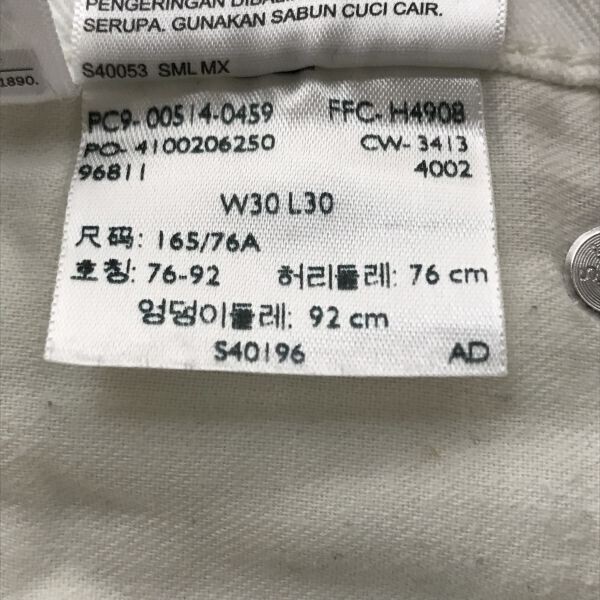 PENGERINGAN
SERUPA. GUNAKAN SABUN CUCI CAIR.
1890.
S40053 SML MX
PC9- 00514-0459 FFC- H4908
PO- 4100206250 CW- 3413
96811 4002
W30 L30
尺码: 165/76A
호칭: 76-92 허리둘레: 76 cm
엉덩이둘레: 92 cm
S40196 AD